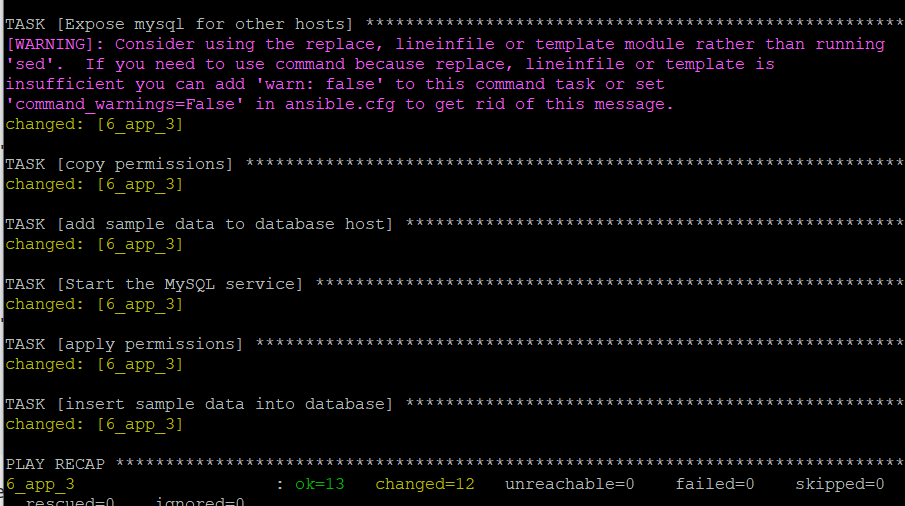 TASK [Expose mysql for other hosts] ******************************************************
[WARNING]: Consider using the replace, lineinfile or template module rather than running
'sed'.  If you need to use command because replace, lineinfile or template is
insufficient you can add 'warn: false' to this command task or set
'command_warnings=False' in ansible.cfg to get rid of this message.
changed: [6_app_3]
TASK [copy permissions] ******************************************************************
changed: [6_app_3]
TASK [add sample data to database host] **************************************************
changed: [6_app_3]
TASK [Start the MySQL service] ***********************************************************
changed: [6_app_3]
TASK [apply permissions] *****************************************************************
changed: [6_app_3]
TASK [insert sample data into database] **************************************************
changed: [6_app_3]
PLAY RECAP *******************************************************************************
6_app_3                    : ok=13   changed=12   unreachable=0    failed=0    skipped=0
rescued=0    ignored=0